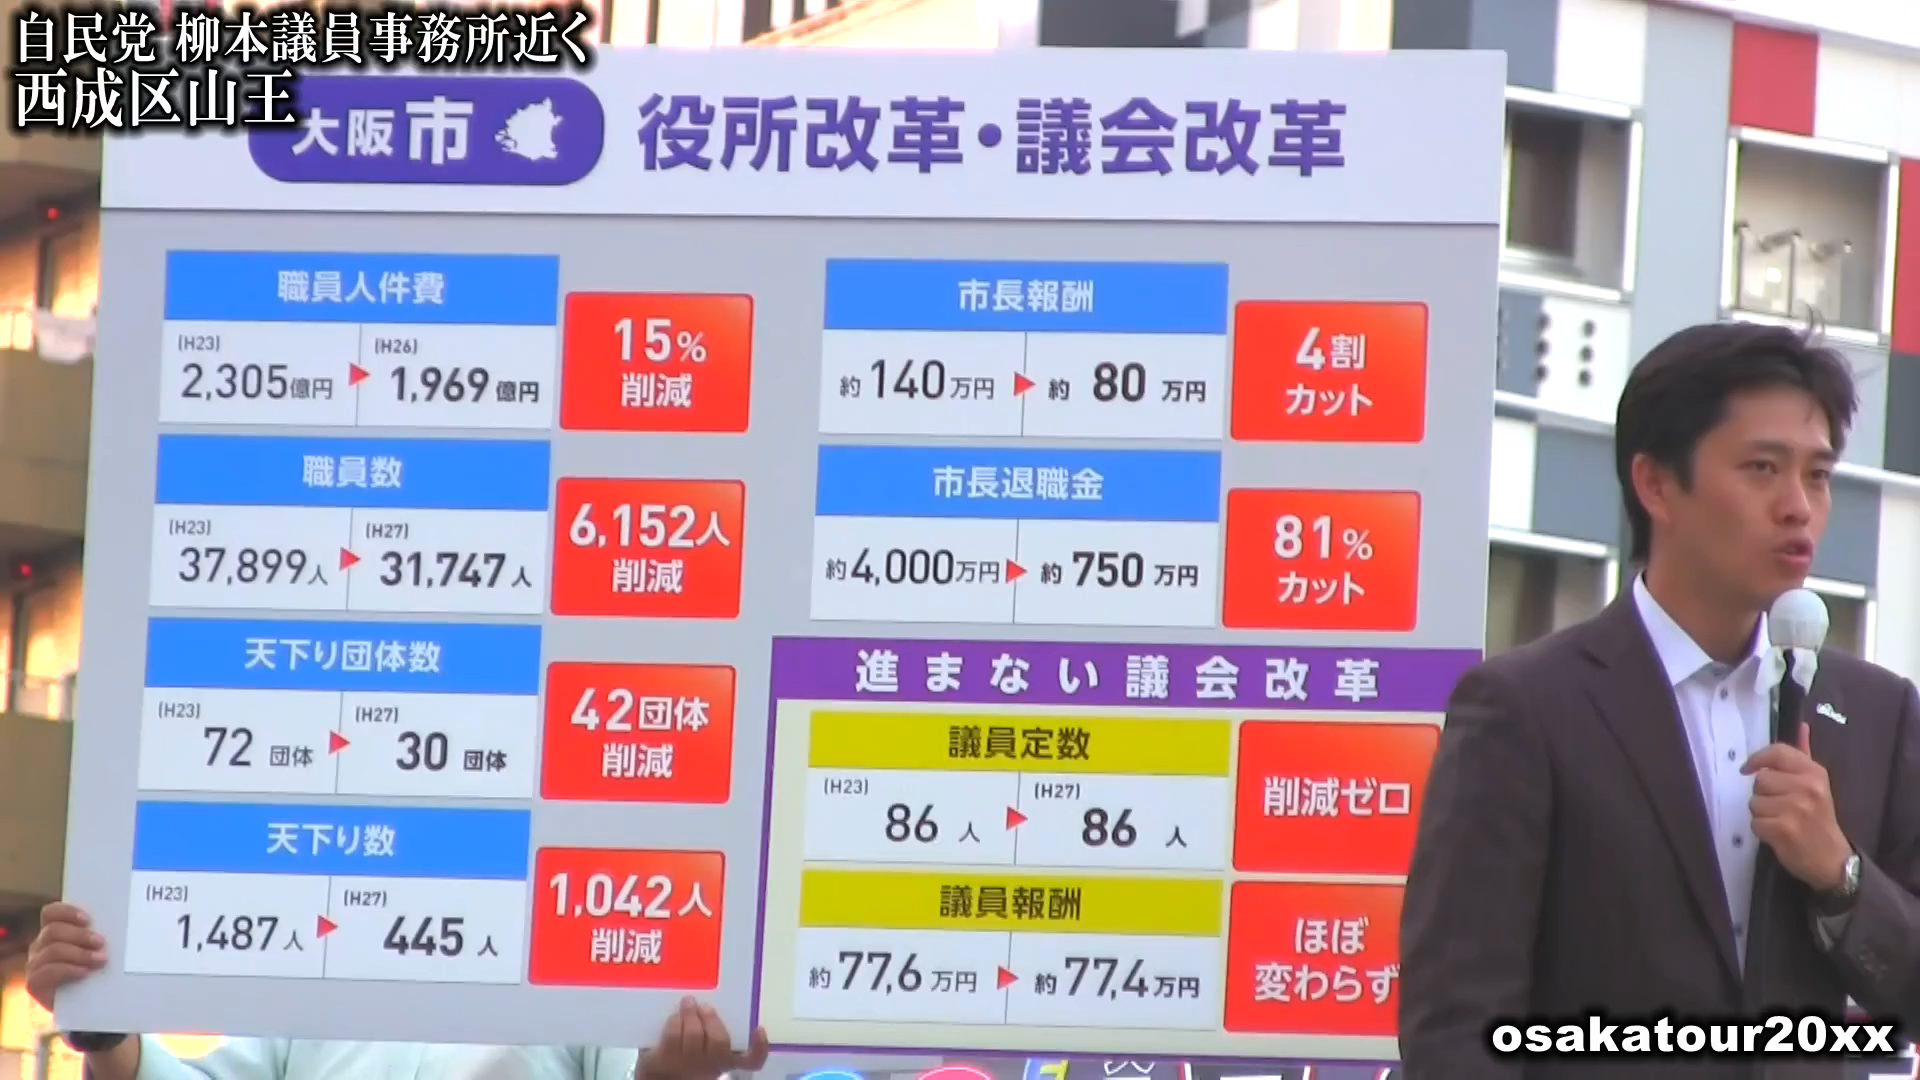 自民党 柳本議員事務所近く
西成区山王
大阪市
役所改革・議会改革
職員人件費
(H23)
2,305億円
(H26)
1,969億円
15%
削減
職員数
(H23)
37,899人
(H27)
31,747人
6,152人
削減
天下り団体数
(H23)
72 団体
(H27)
30 団体
42団体
削減
天下り数
(H23)
1,487人
(H27)
445人
1,042人
削減
市長報酬
約140万円
約 80 万円
4割
カット
市長退職金
約4,000万円
約 750 万円
81%
カット
進まない議会改革
議員定数
(H23)
86 人
(H27)
86 人
削減ゼロ
議員報酬
約77,6万円
約77,4万円
ほぼ
変わらず
osakatour20xx